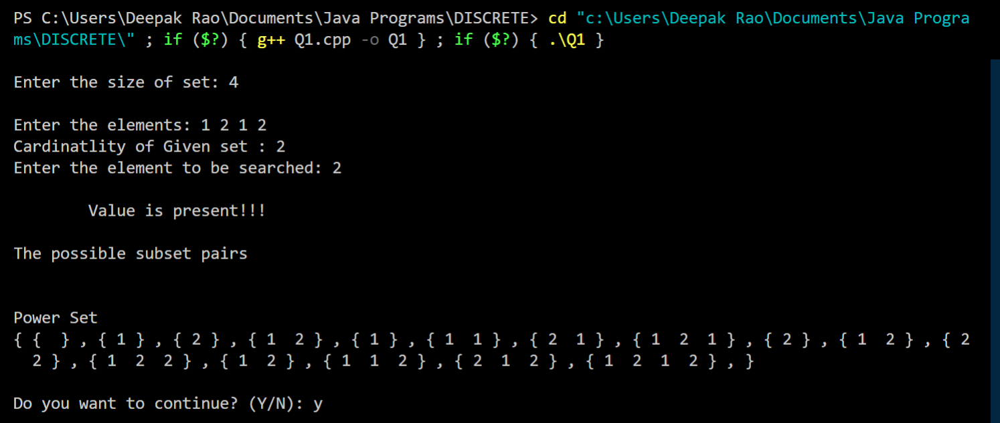 PS C:\Users\Deepak Rao\Documents\Java Programs\DISCRETE> cd "c:\Users\Deepak Rao\Documents\Java Progra
ms\DISCRETE\" ; if ($?) { g++ Q1.cpp -o Q1 } ; if ($?) { .\Q1 }
Enter the size of set: 4
Enter the elements: 1 2 1 2
Cardinatlity of Given set : 2
Enter the element to be searched: 2
Value is present!!!
The possible subset pairs
Power Set
{ {  } , { 1 } , { 2 } , { 1  2 } , { 1 } , { 1  1 } , { 2  1 } , { 1  2  1 } , { 2 } , { 1  2 } , { 2
  2 } , { 1  2  2 } , { 1  2 } , { 1  1  2 } , { 2  1  2 } , { 1  2  1  2 } , }
Do you want to continue? (Y/N): y